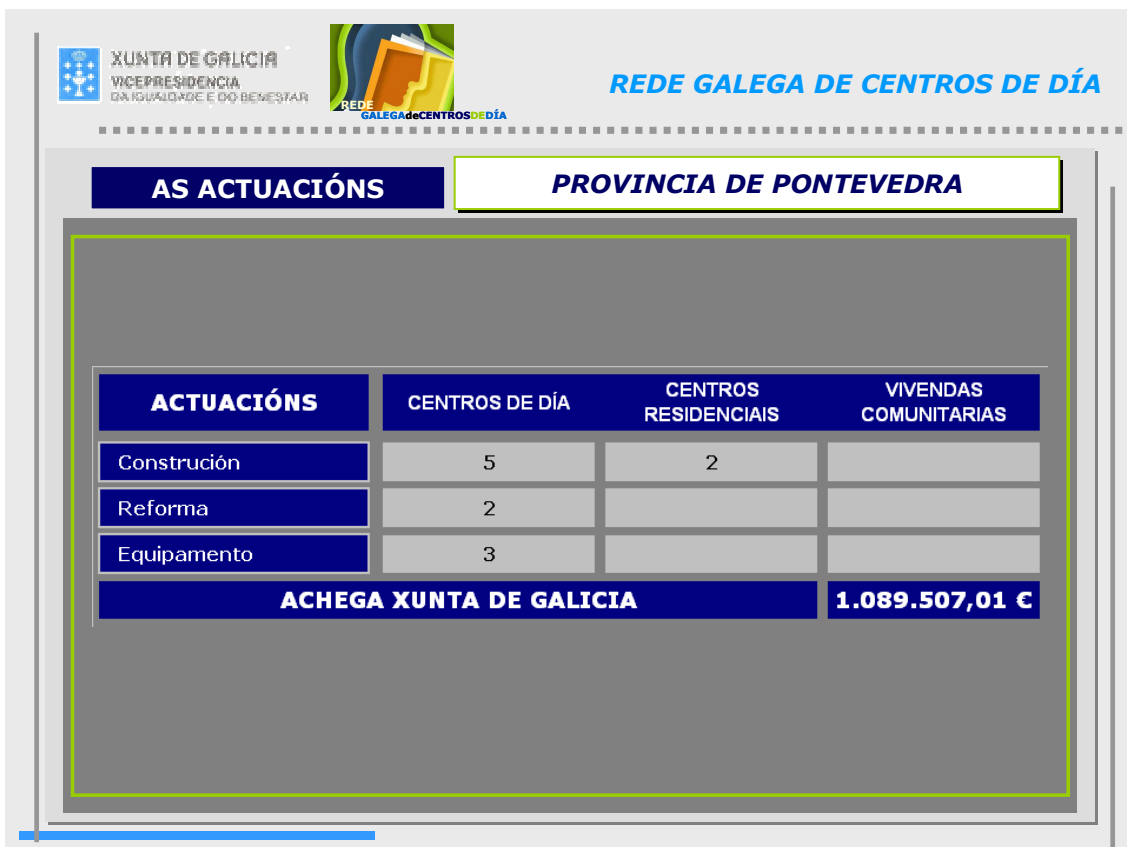 XUNTA DE GALICIA
VICEPRESIDENCIA
DA IGUALDADE E DO BENESTAR
REDE
GALEGAdeCENTROSDEDÍA
REDE GALEGA DE CENTROS DE DÍA
AS ACTUACIÓNS
PROVINCIA DE PONTEVEDRA
ACTUACIÓNS
CENTROS DE DÍA
CENTROS
RESIDENCIAIS
VIVENDAS
COMUNITARIAS
Construción 5 2
Reforma 2
Equipamento 3
ACHEGA XUNTA DE GALICIA 1.089.507,01 €